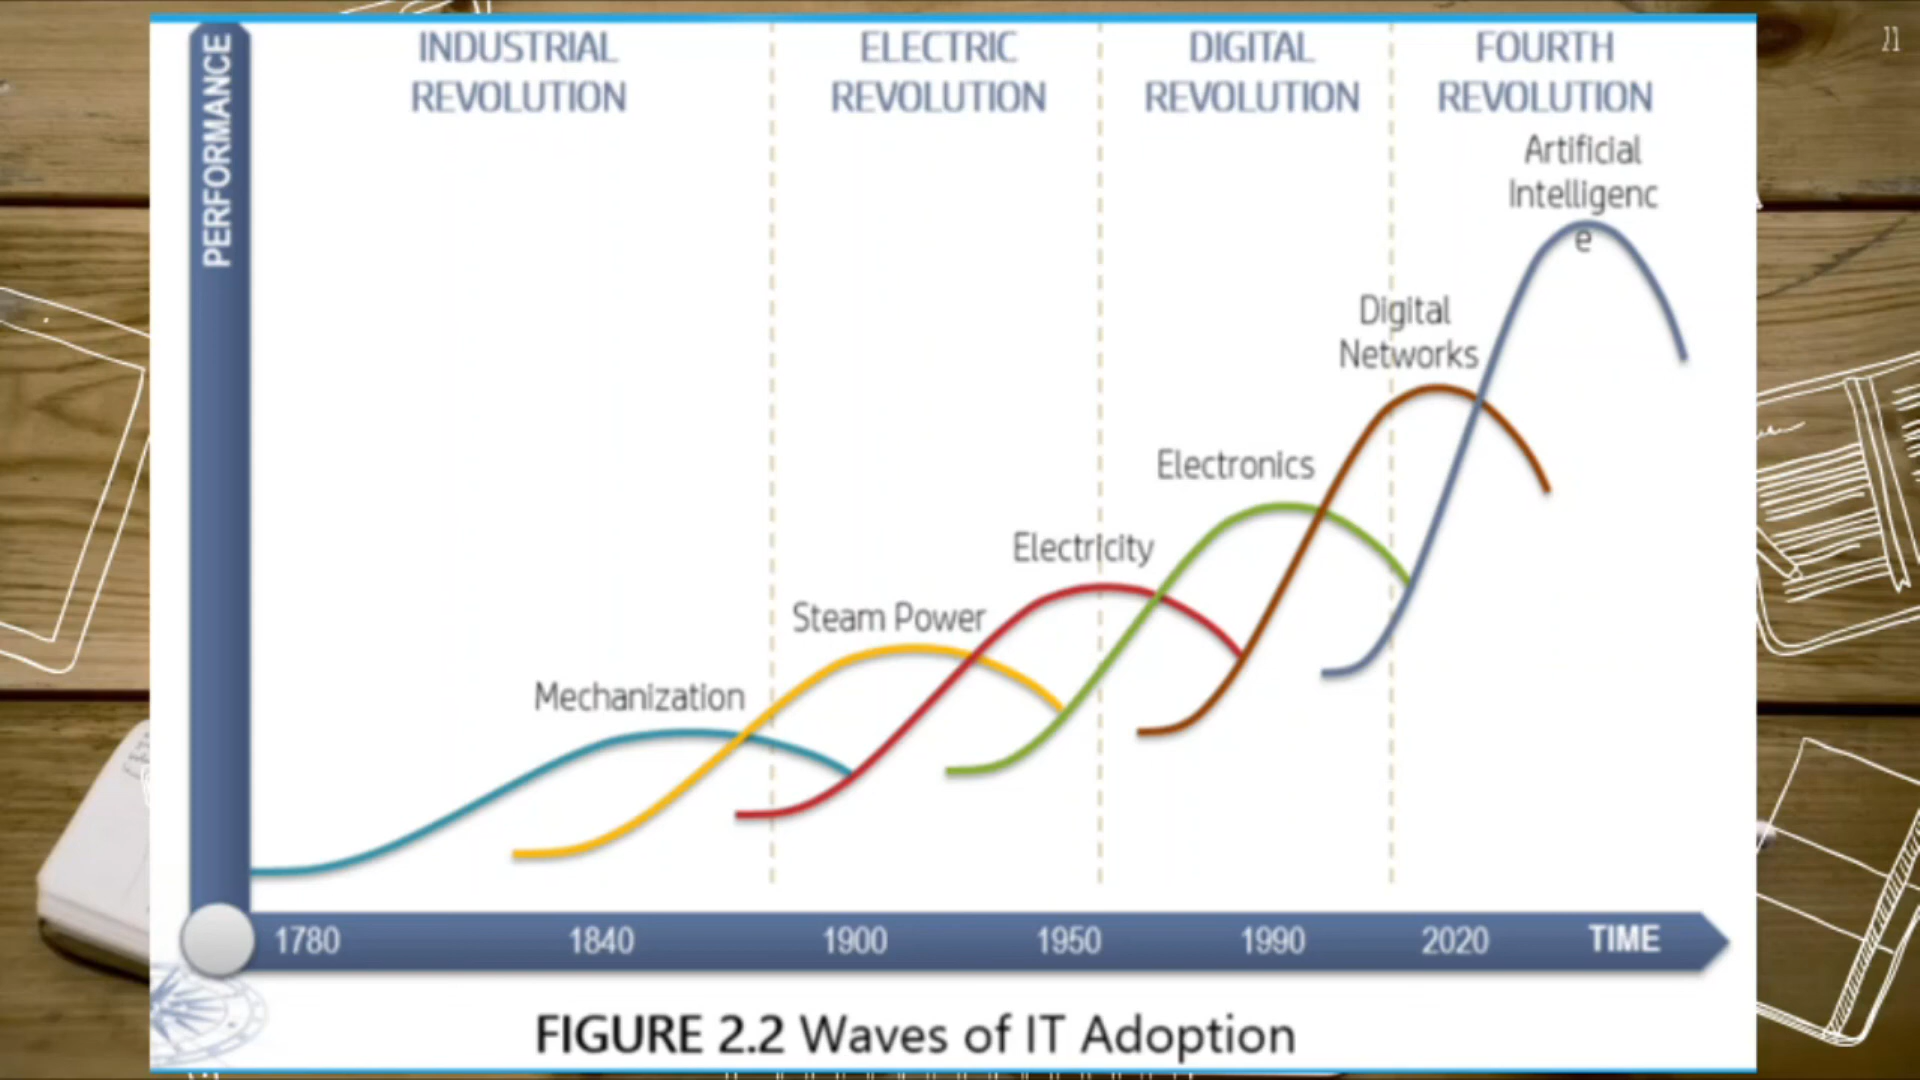 21
PERFORMANCE
INDUSTRIAL
REVOLUTION
ELECTRIC
REVOLUTION
DIGITAL
REVOLUTION
FOURTH
REVOLUTION
Artificial
Intelligenc
e
Digital
Networks
Electronics
Electricity
Steam Power
Mechanization
1780 1840 1900 1950 1990 2020 TIME
FIGURE 2.2 Waves of IT Adoption